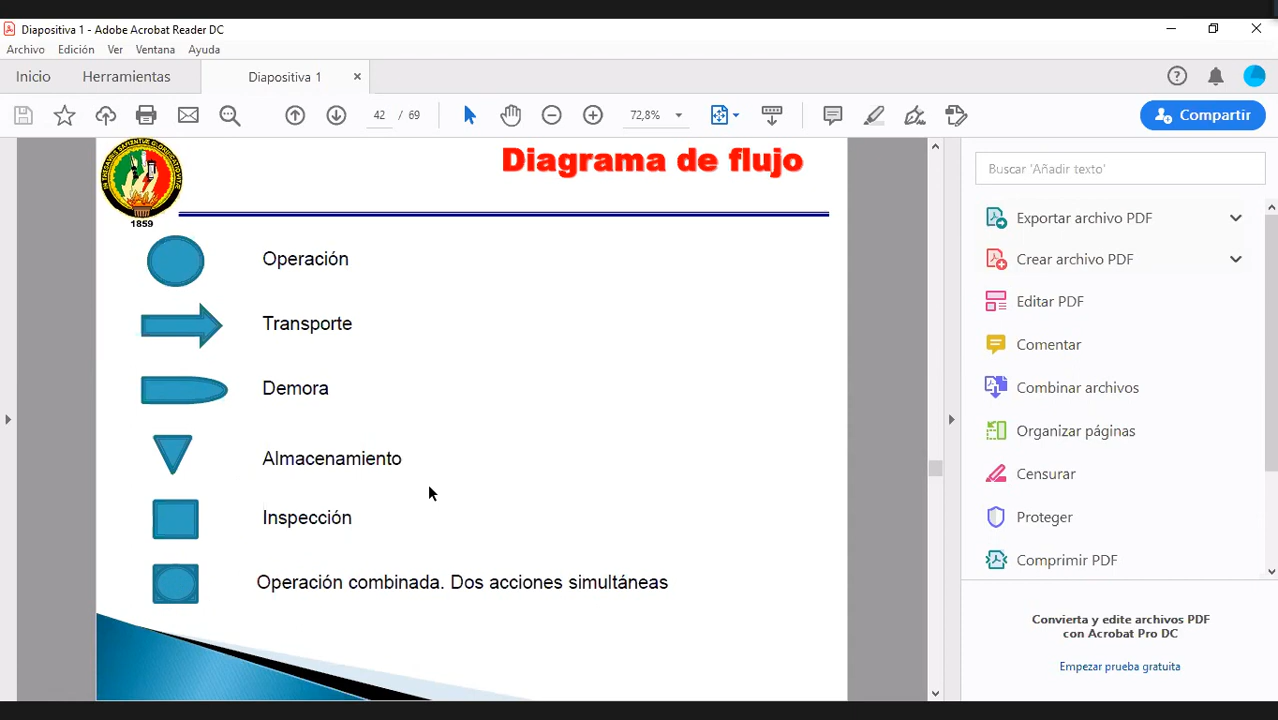 Diapositiva 1 - Adobe Acrobat Reader DC
Archivo Edición Ver Ventana Ayuda
Inicio Herramientas Diapositiva 1
42 / 69 72,8% Compartir
Diagrama de flujo
1859
Operación
Transporte
Demora
Almacenamiento
Inspección
Operación combinada. Dos acciones simultáneas
Buscar 'Añadir texto'
Exportar archivo PDF
Crear archivo PDF
Editar PDF
Comentar
Combinar archivos
Organizar páginas
Censurar
Proteger
Comprimir PDF
Convierta y edite archivos PDF
con Acrobat Pro DC
Empezar prueba gratuita